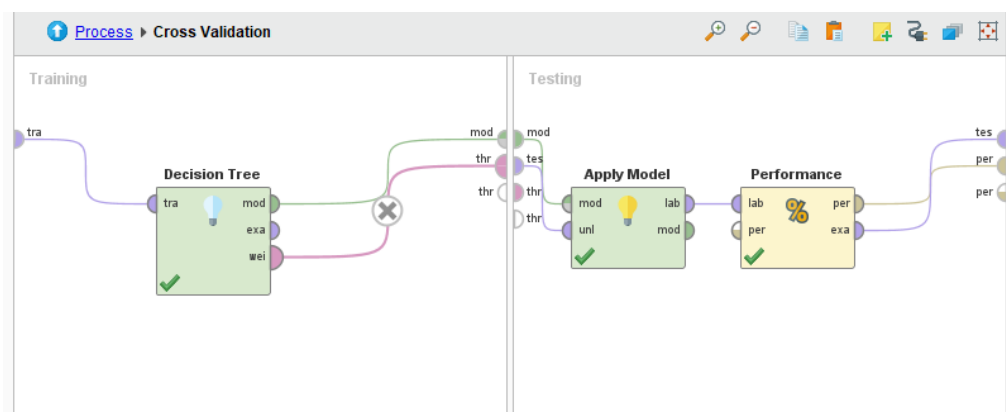 Process Cross Validation
Training
tra
Decision Tree
tra
mod
exa
wei
mod
thr
thr
Testing
mod
tes
thr
thr
Apply Model
mod
unl
lab
mod
Performance
%
lab
per
per
exa
tes
per
per